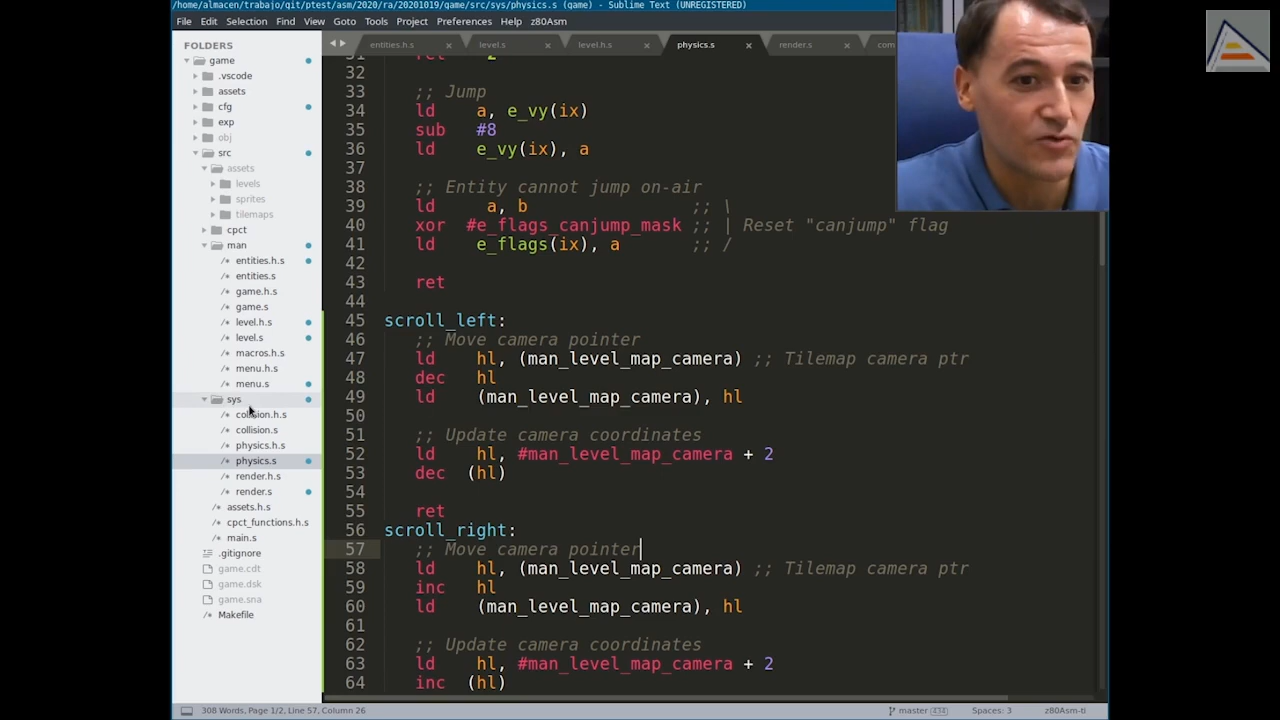 /home/almacen/trabajo/git/ptest/asm/2020/ra/20201019/game/src/sys/physics.s (game) - Sublime Text (UNREGISTERED)
File Edit Selection Find View Goto Tools Project Preferences Help z80Asm
FOLDERS
game
.vscode
assets
cfg
exp
obj
src
assets
levels
sprites
tilemaps
cpct
man
entities.h.s
entities.s
game.h.s
game.s
level.h.s
level.s
macros.h.s
menu.h.s
menu.s
sys
collision.h.s
collision.s
physics.h.s
physics.s
render.h.s
render.s
assets.h.s
cpct_functions.h.s
main.s
.gitignore
game.cdt
game.dsk
game.sna
Makefile
entities.h.s level.s level.h.s physics.s render.s com
32
33 ;; Jump
34 ld a, e_vy(ix)
35 sub #8
36 ld e_vy(ix), a
37
38 ;; Entity cannot jump on-air
39 ld a, b ;; \
40 xor #e_flags_canjump_mask ;; | Reset "canjump" flag
41 ld e_flags(ix), a ;; /
42
43 ret
44
45 scroll_left:
46 ;; Move camera pointer
47 ld hl, (man_level_map_camera) ;; Tilemap camera ptr
48 dec hl
49 ld (man_level_map_camera), hl
50
51 ;; Update camera coordinates
52 ld hl, #man_level_map_camera + 2
53 dec (hl)
54
55 ret
56 scroll_right:
57 ;; Move camera pointer
58 ld hl, (man_level_map_camera) ;; Tilemap camera ptr
59 inc hl
60 ld (man_level_map_camera), hl
61
62 ;; Update camera coordinates
63 ld hl, #man_level_map_camera + 2
64 inc (hl)
308 Words, Page 1/2, Line 57, Column 26 master 434 Spaces: 3 z80Asm-ti